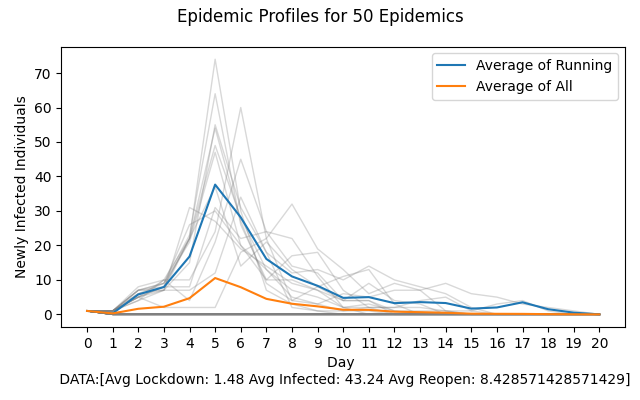 Epidemic Profiles for 50 Epidemics
Average of Running
Average of All
Newly Infected Individuals
70
60
50
40
30
20
10
0
0 1 2 3 4 5 6 7 8 9 10 11 12 13 14 15 16 17 18 19 20
Day
DATA:[Avg Lockdown: 1.48 Avg Infected: 43.24 Avg Reopen: 8.428571428571429]